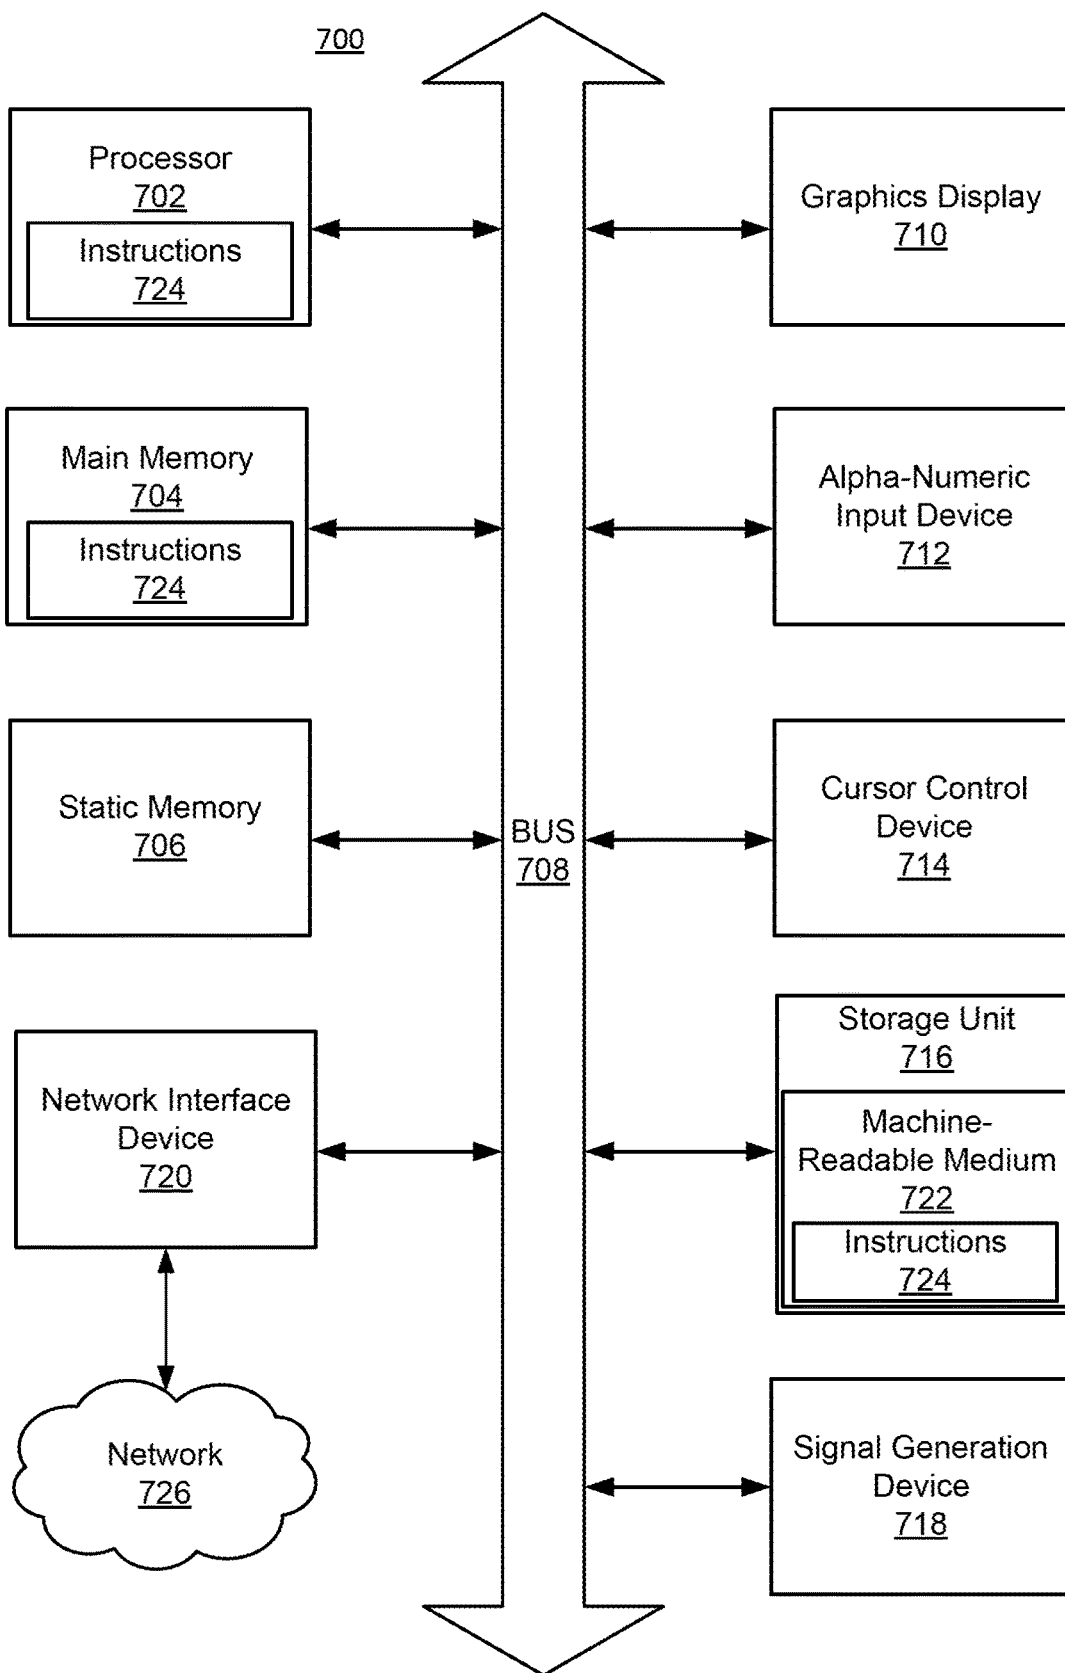 700
Processor
702
Instructions
724
Main Memory
704
Instructions
724
Static Memory
706
Network Interface
Device
720
Network
726
BUS
708
Graphics Display
710
Alpha-Numeric
Input Device
712
Cursor Control
Device
714
Storage Unit
716
Machine-
Readable Medium
722
Instructions
724
Signal Generation
Device
718